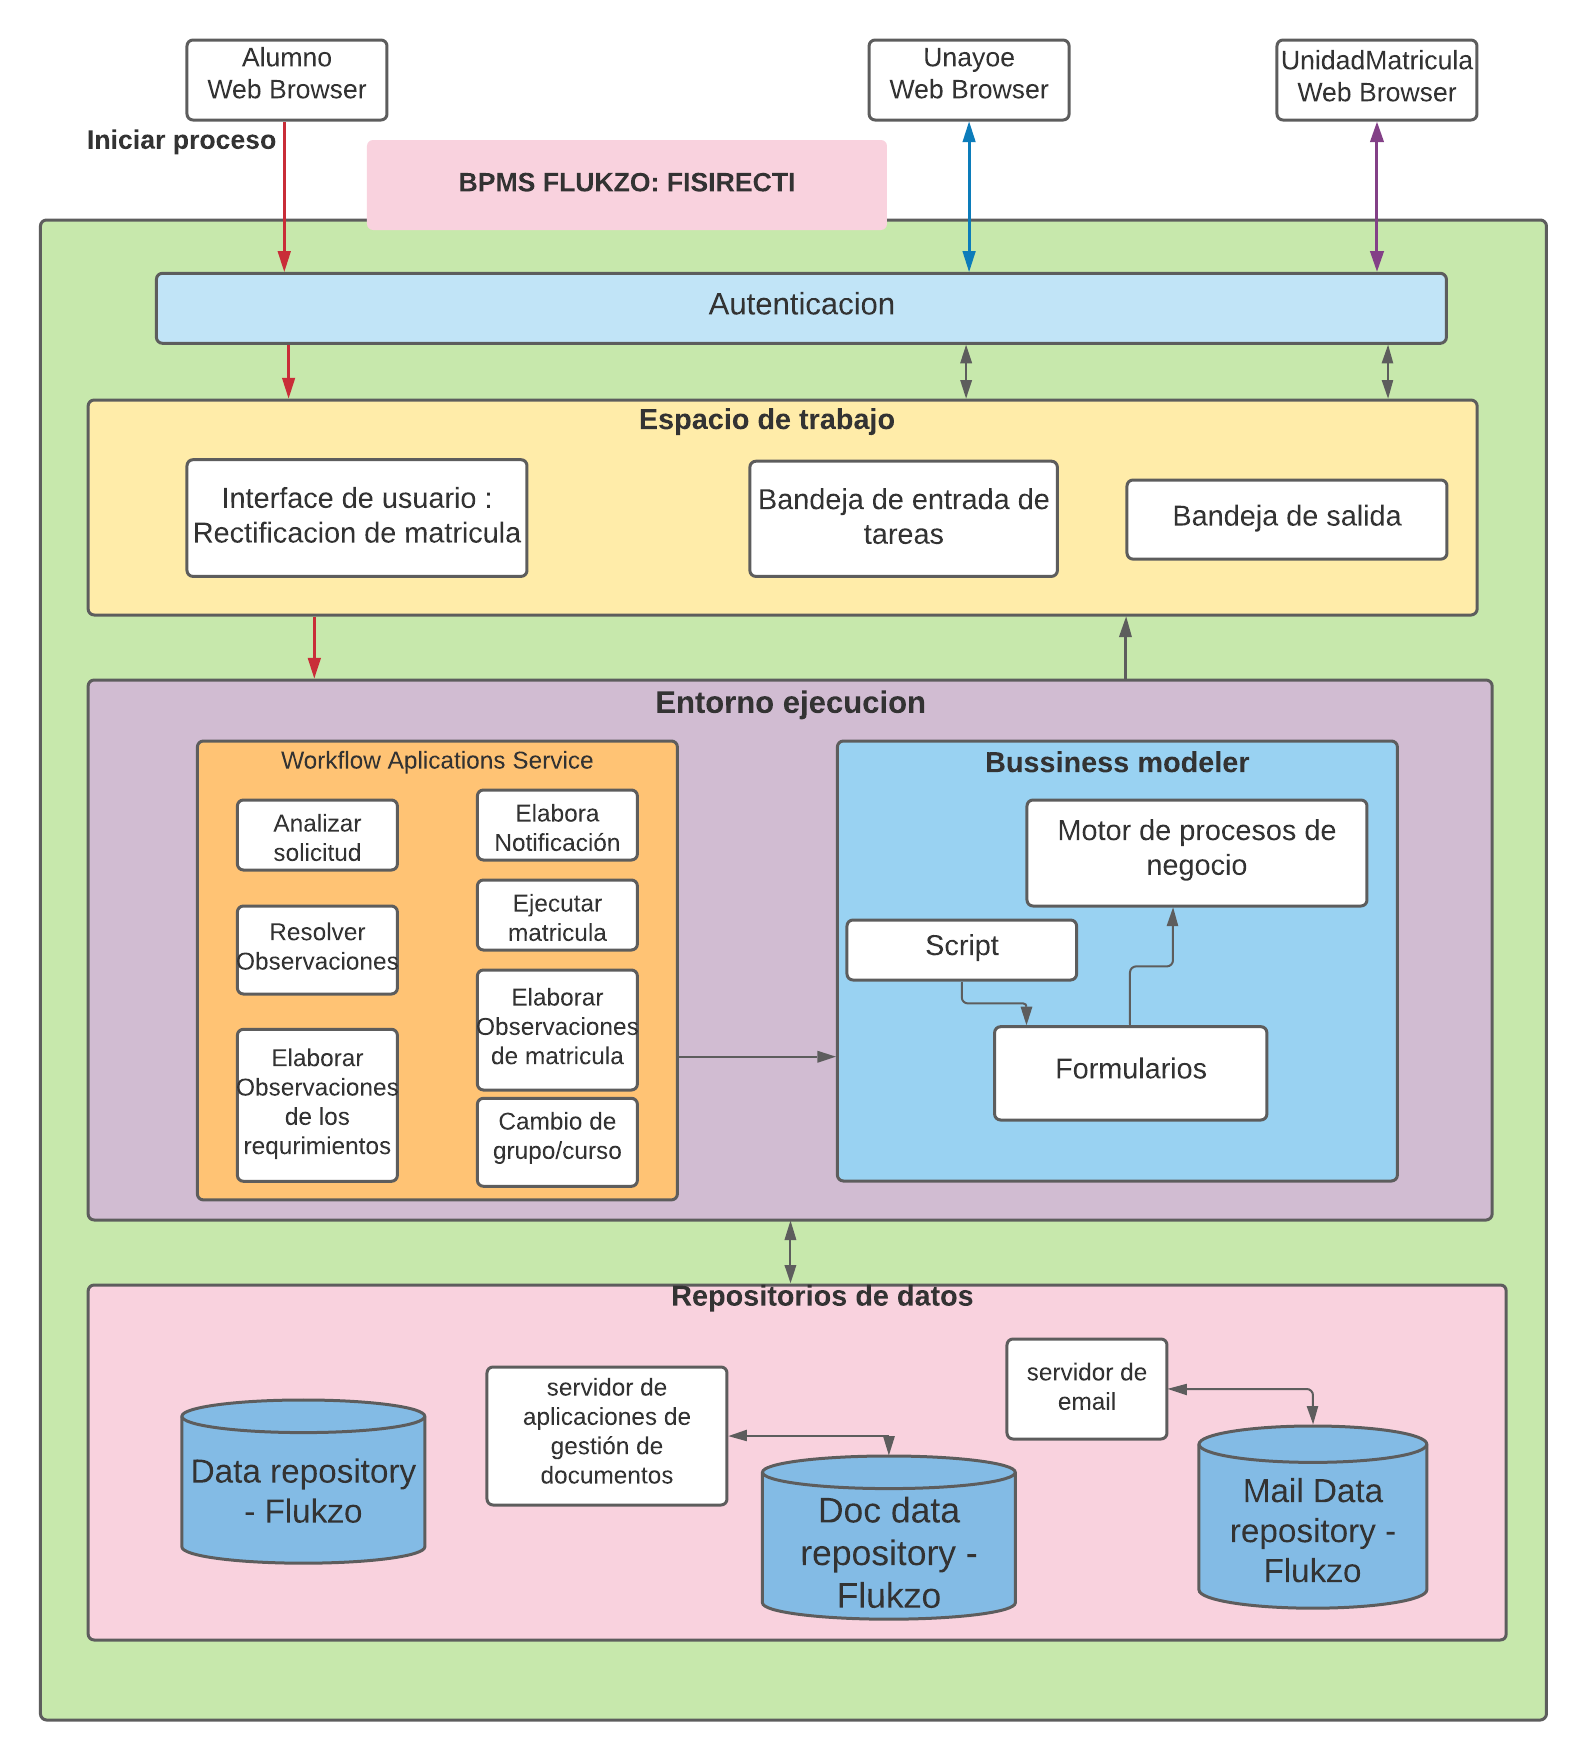 Alumno
Web Browser
Unayoe
Web Browser
UnidadMatricula
Web Browser
Iniciar proceso
BPMS FLUKZO: FISIRECTI
Autenticacion
Espacio de trabajo
Interface de usuario :
Rectificacion de matricula
Bandeja de entrada de
tareas
Bandeja de salida
Entorno ejecucion
Workflow Aplications Service
Analizar
solicitud
Resolver
Observaciones
Elaborar
Observaciones
de los
requrimientos
Elabora
Notificación
Ejecutar
matricula
Elaborar
Observaciones
de matricula
Cambio de
grupo/curso
Bussiness modeler
Motor de procesos de
negocio
Script
Formularios
Repositorios de datos
Data repository
- Flukzo
servidor de
aplicaciones de
gestión de
documentos
Doc data
repository -
Flukzo
servidor de
email
Mail Data
repository -
Flukzo